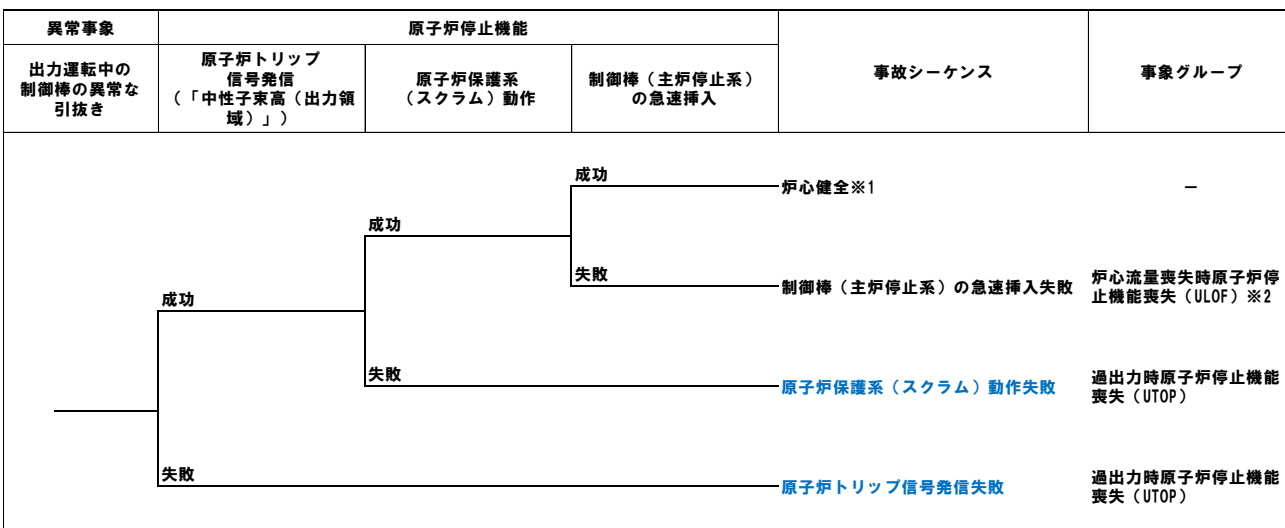 異常事象
原子炉停止機能
出力運転中の
制御棒の異常な
引抜き
原子炉トリップ
信号発信
（「中性子束高（出力領
域）」）
原子炉保護系
（スクラム）動作
制御棒（主炉停止系）
の急速挿入
事故シーケンス
事象グループ
成功
炉心健全※1
－
成功
失敗
制御棒（主炉停止系）の急速挿入失敗
炉心流量喪失時原子炉停
止機能喪失（ULOF）※2
成功
失敗
原子炉保護系（スクラム）動作失敗
過出力時原子炉停止機能
喪失（UTOP）
失敗
原子炉トリップ信号発信失敗
過出力時原子炉停止機能
喪失（UTOP）